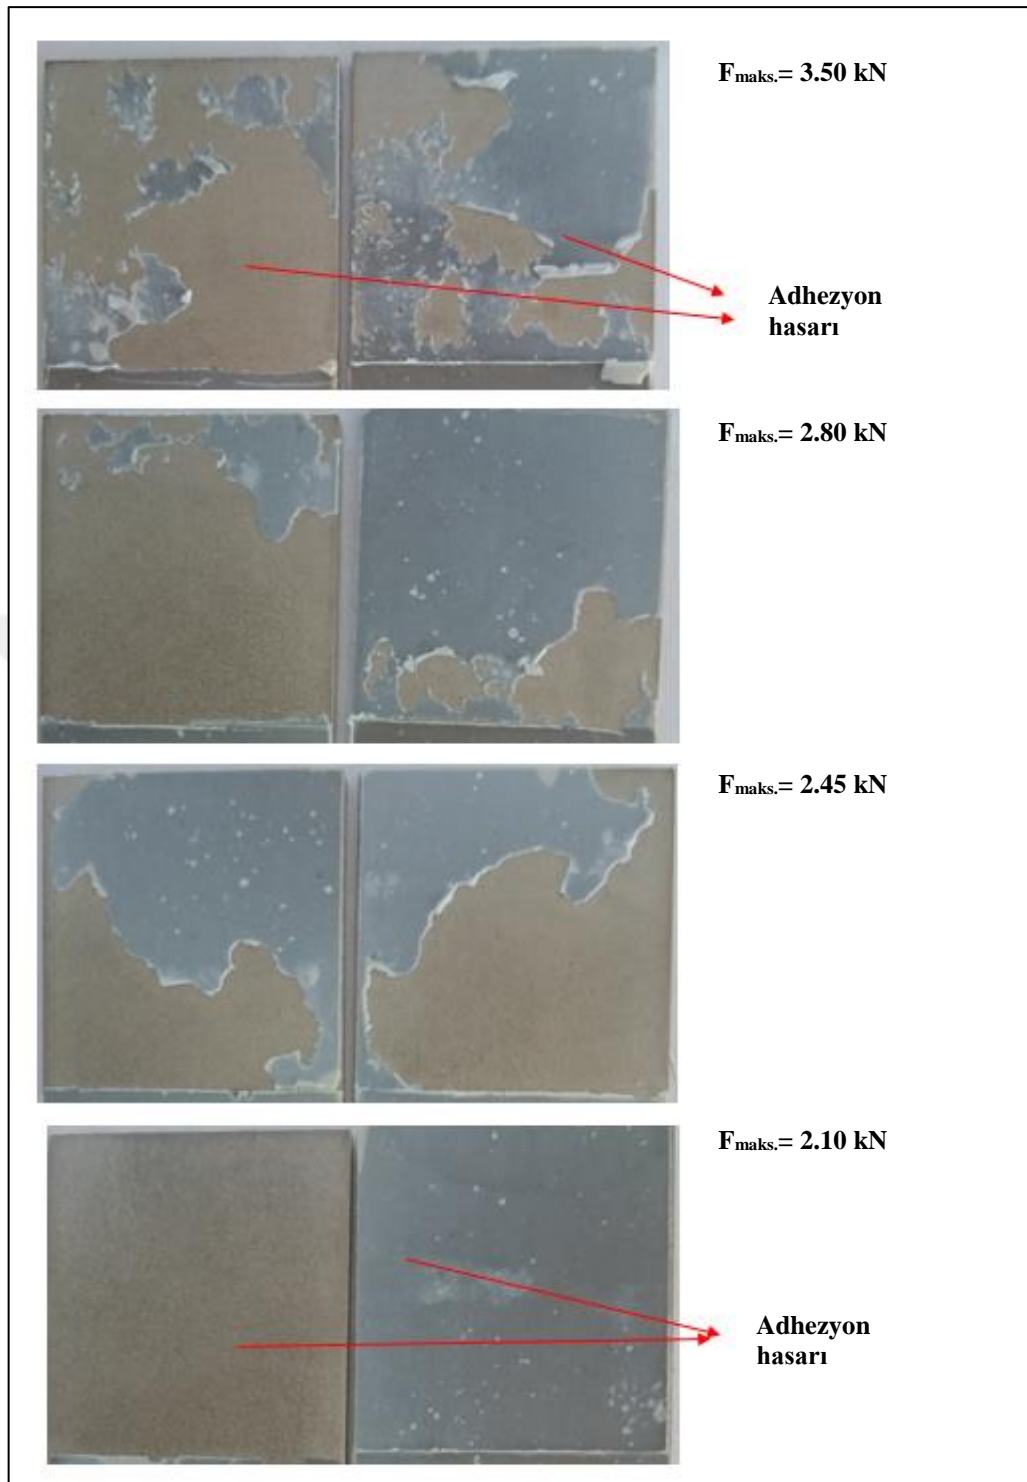 Fmaks.= 3.50 kN
Adhezyon
hasarı
Fmaks.= 2.80 kN
Fmaks.= 2.45 kN
Fmaks.= 2.10 kN
Adhezyon
hasarı